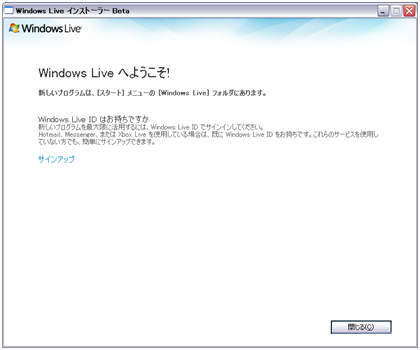 Windows Live インストーラー Beta
Windows Live
Windows Live へようこそ!
新しいプログラムは、[スタート] メニューの [Windows Live] フォルダにあります。
Windows Live ID はお持ちですか
新しいプログラムを最大限に活用するには、Windows Live ID でサインインしてください。
Hotmail、Messenger、または Xbox Live を使用している場合は、既に Windows Live ID をお持ちです。これらのサービスを使用し
ていない方でも、簡単にサインアップできます。
サインアップ
閉じる(C)